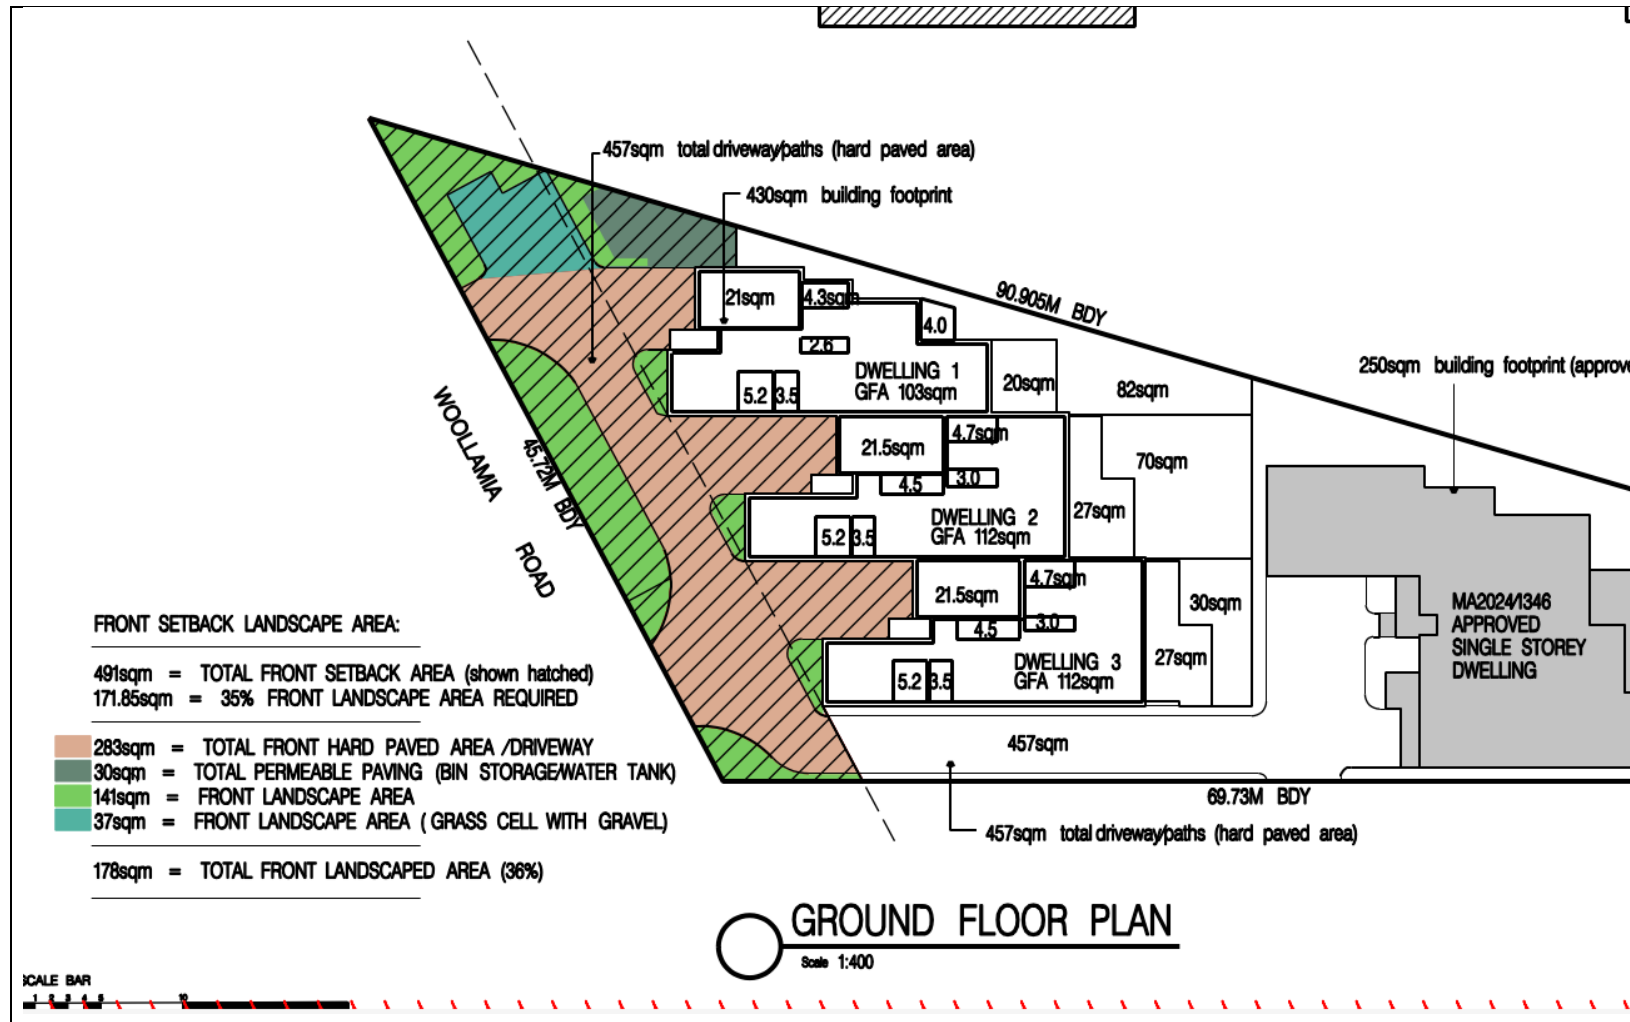 457sqm total driveway/paths (hard paved area)
430sqm building footprint
90.905M BDY
21sqm
4.3sqm
4.0
2.6
DWELLING 1
GFA 103sqm
5.2
3.5
20sqm
82sqm
250sqm building footprint (approve
WOOLLAMIA
ROAD
45.72M BDY
21.5sqm
4.7sqm
4.5
3.0
70sqm
27sqm
DWELLING 2
GFA 112sqm
5.2
3.5
21.5sqm
4.7sqm
4.5
3.0
30sqm
27sqm
DWELLING 3
GFA 112sqm
5.2
3.5
MA2024/1346
APPROVED
SINGLE STOREY
DWELLING
457sqm
69.73M BDY
457sqm total driveway/paths (hard paved area)
FRONT SETBACK LANDSCAPE AREA:
491sqm = TOTAL FRONT SETBACK AREA (shown hatched)
171.85sqm = 35% FRONT LANDSCAPE AREA REQUIRED
283sqm = TOTAL FRONT HARD PAVED AREA /DRIVEWAY
30sqm = TOTAL PERMEABLE PAVING (BIN STORAGE/WATER TANK)
141sqm = FRONT LANDSCAPE AREA
37sqm = FRONT LANDSCAPE AREA ( GRASS CELL WITH GRAVEL)
178sqm = TOTAL FRONT LANDSCAPED AREA (36%)
GROUND FLOOR PLAN
Scale 1:400
SCALE BAR
1 2 3 4 5 10